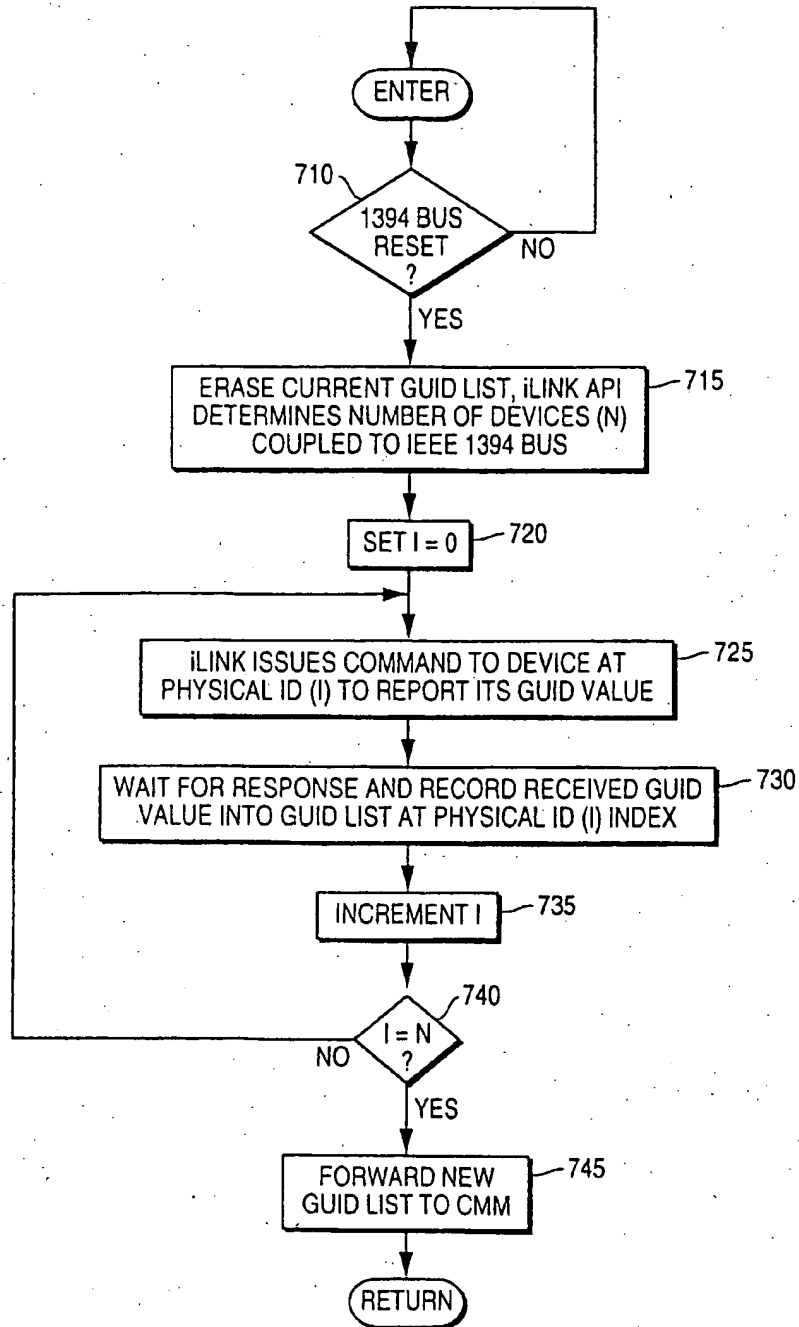 ENTER
710
1394 BUS
RESET
?
NO
YES
ERASE CURRENT GUID LIST, iLINK API
DETERMINES NUMBER OF DEVICES (N)
COUPLED TO IEEE 1394 BUS
715
SET I = 0
720
iLINK ISSUES COMMAND TO DEVICE AT
PHYSICAL ID (I) TO REPORT ITS GUID VALUE
725
WAIT FOR RESPONSE AND RECORD RECEIVED GUID
VALUE INTO GUID LIST AT PHYSICAL ID (I) INDEX
730
INCREMENT I
735
740
I = N
?
NO
YES
FORWARD NEW
GUID LIST TO CMM
745
RETURN